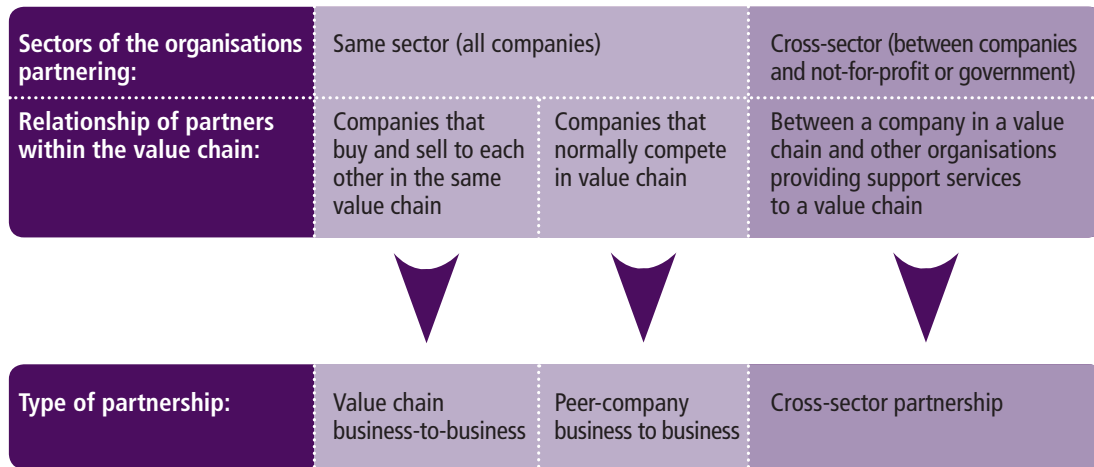 Sectors of the organisations
partnering:
Same sector (all companies)
Cross-sector (between companies
and not-for-profit or government)
Relationship of partners
within the value chain:
Companies that
buy and sell to each
other in the same
value chain
Companies that
normally compete
in value chain
Between a company in a value
chain and other organisations
providing support services
to a value chain
Type of partnership:
Value chain
business-to-business
Peer-company
business to business
Cross-sector partnership